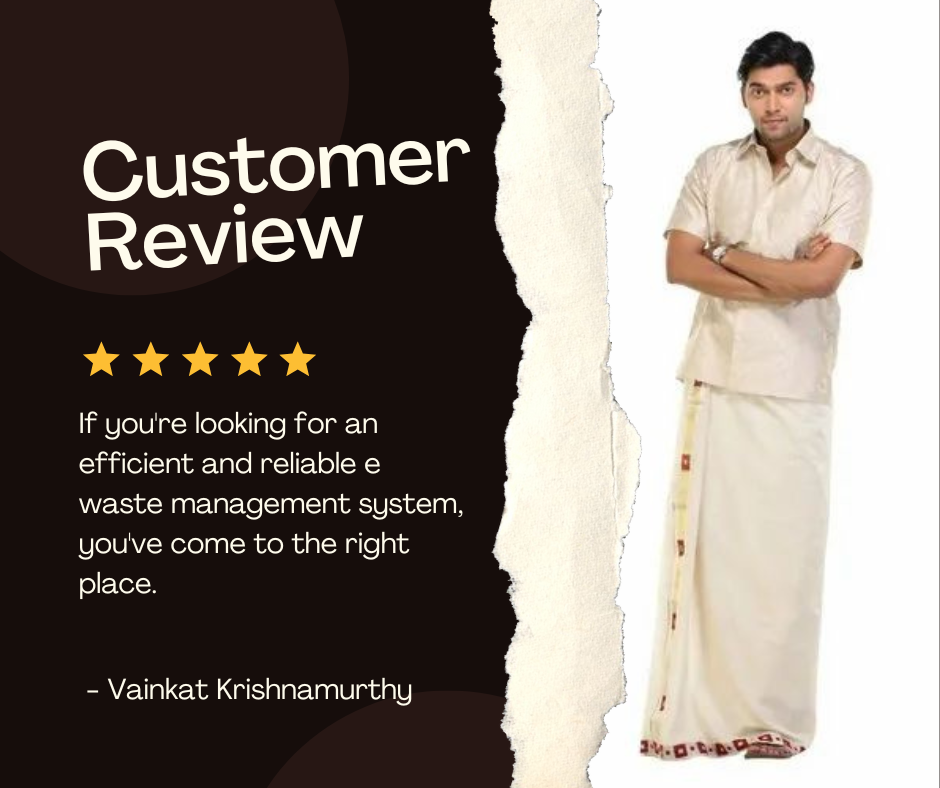 Customer
Review
If you're looking for an
efficient and reliable e
waste management system,
you've come to the right
place.
– Vainkat Krishnamurthy